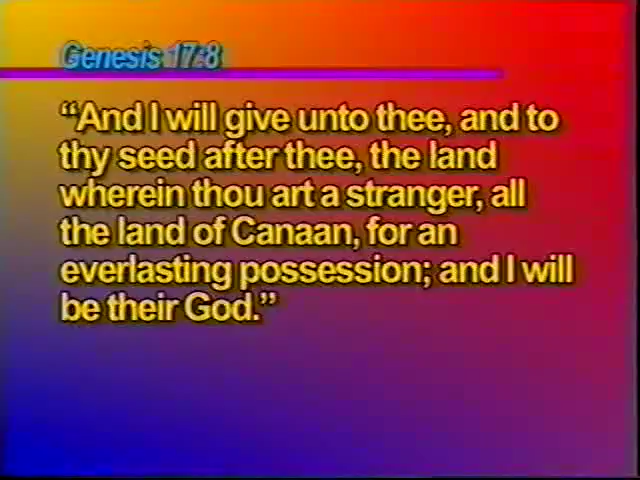 Genesis 17:8
“And I will give unto thee, and to
thy seed after thee, the land
wherein thou art a stranger, all
the land of Canaan, for an
everlasting possession; and I will
be their God.”